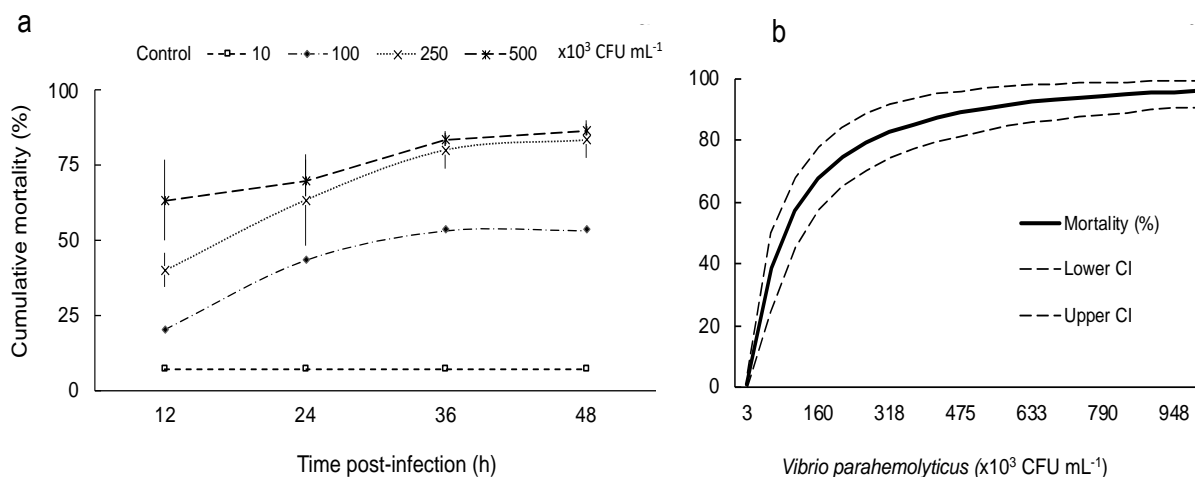 a
Control 10 100 250 500 x10³ CFU mL⁻¹
Cumulative mortality (%)
100
75
50
25
0
12 24 36 48
Time post-infection (h)
b
100
80
60
40
20
0
Mortality (%)
Lower CI
Upper CI
3 160 318 475 633 790 948
Vibrio parahemolyticus (x10³ CFU mL⁻¹)